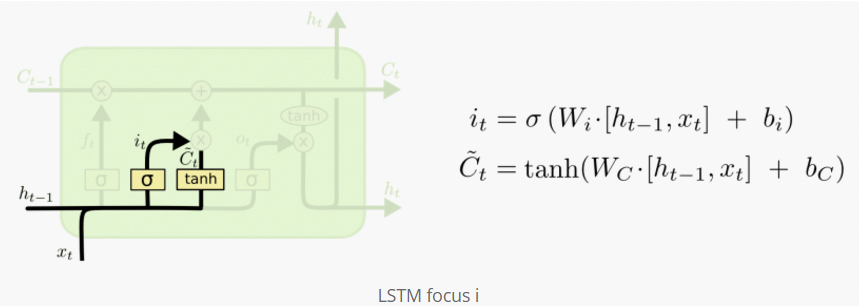 h_t
C_{t-1}
C_t
×
+
tanh
f_t
i_t
o_t
×
×
C̃_t
σ
σ
tanh
σ
h_{t-1}
h_t
x_t
i_t = σ (W_i·[h_{t-1}, x_t] + b_i)
C̃_t = tanh(W_C·[h_{t-1}, x_t] + b_C)
LSTM focus i